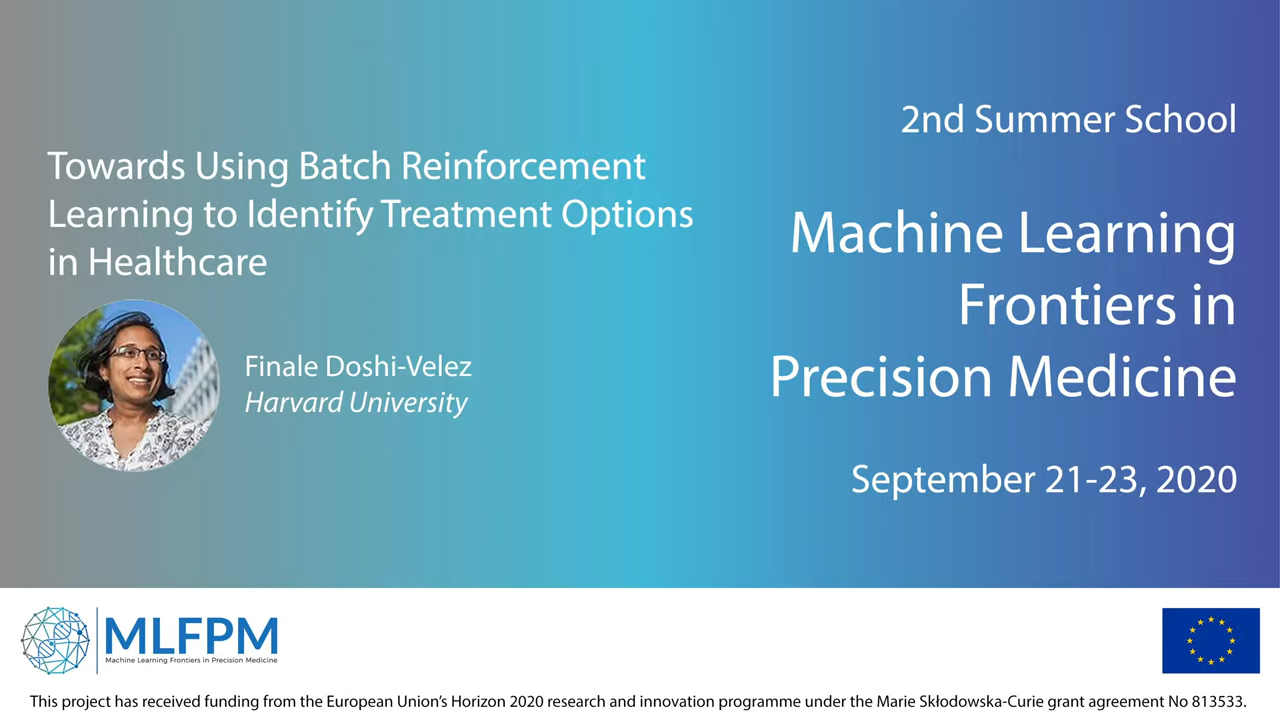 Towards Using Batch Reinforcement
Learning to Identify Treatment Options
in Healthcare
Finale Doshi-Velez
Harvard University
2nd Summer School
Machine Learning
Frontiers in
Precision Medicine
September 21-23, 2020
MLFPM
Machine Learning Frontiers in Precision Medicine
This project has received funding from the European Union's Horizon 2020 research and innovation programme under the Marie Skłodowska-Curie grant agreement No 813533.